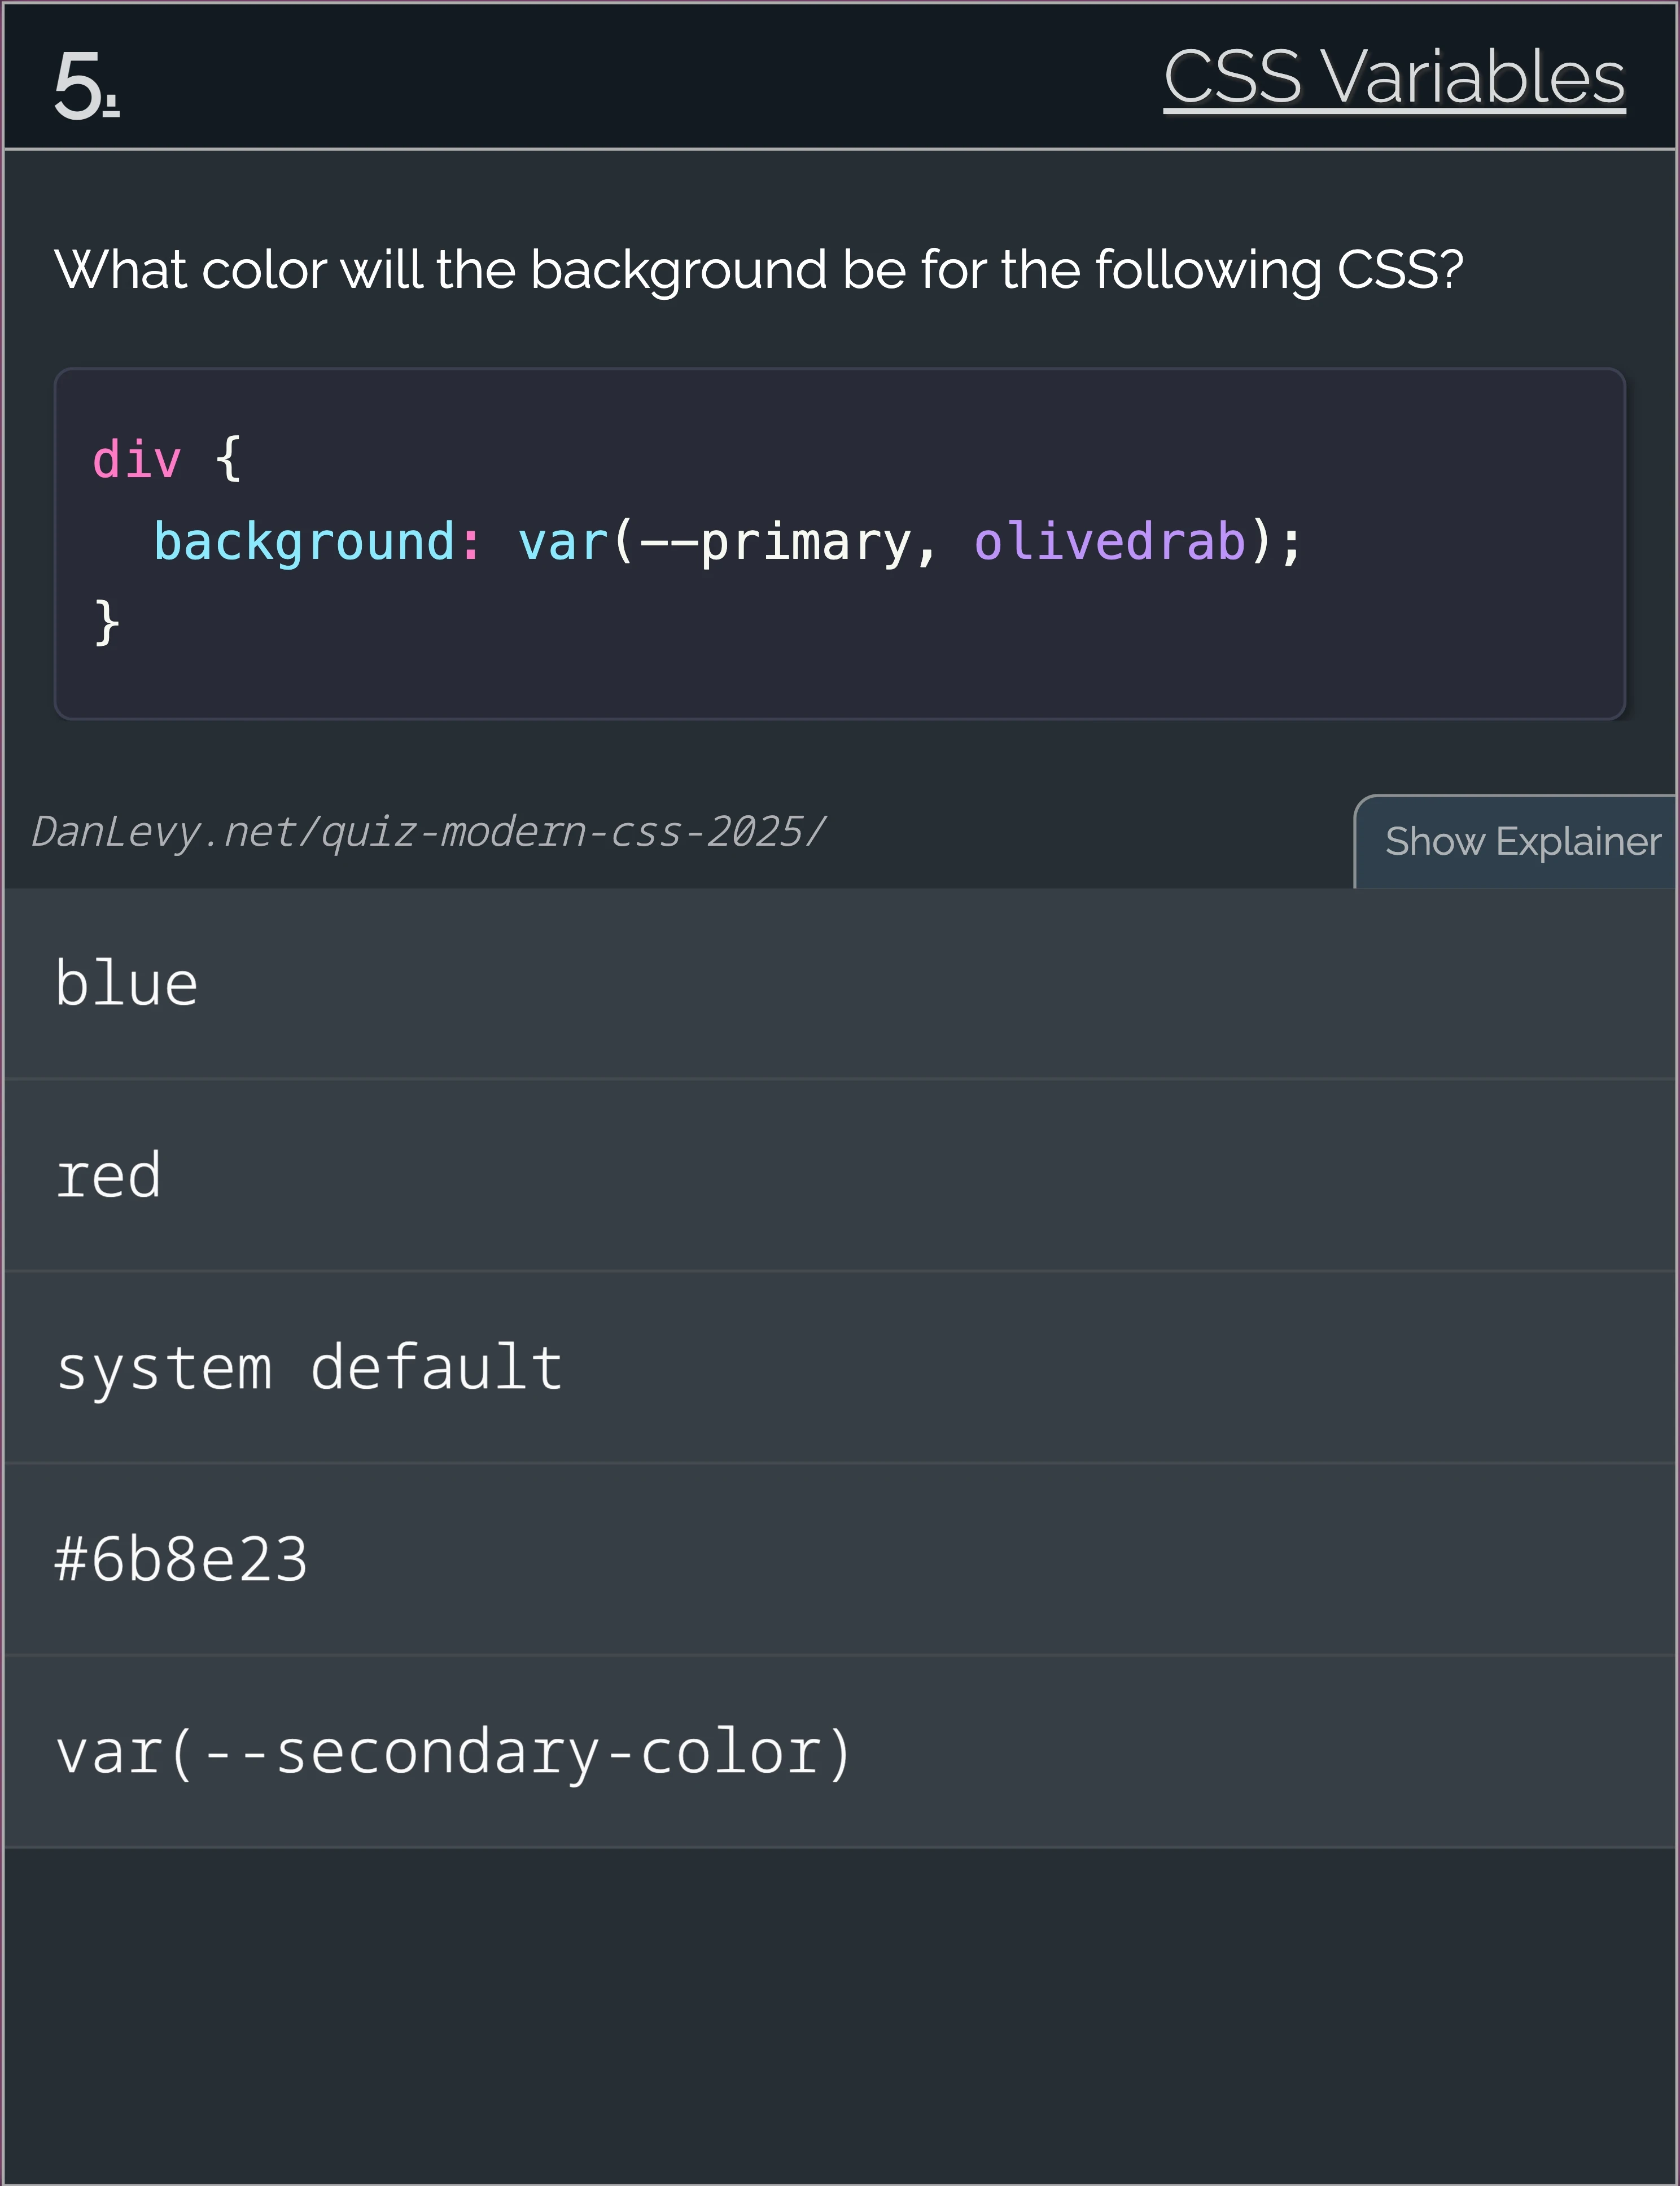 5.
CSS Variables
What color will the background be for the following CSS?
div {
  background: var(--primary, olivedrab);
}
DanLevy.net/quiz-modern-css-2025/
Show Explainer
blue
red
system default
#6b8e23
var(--secondary-color)